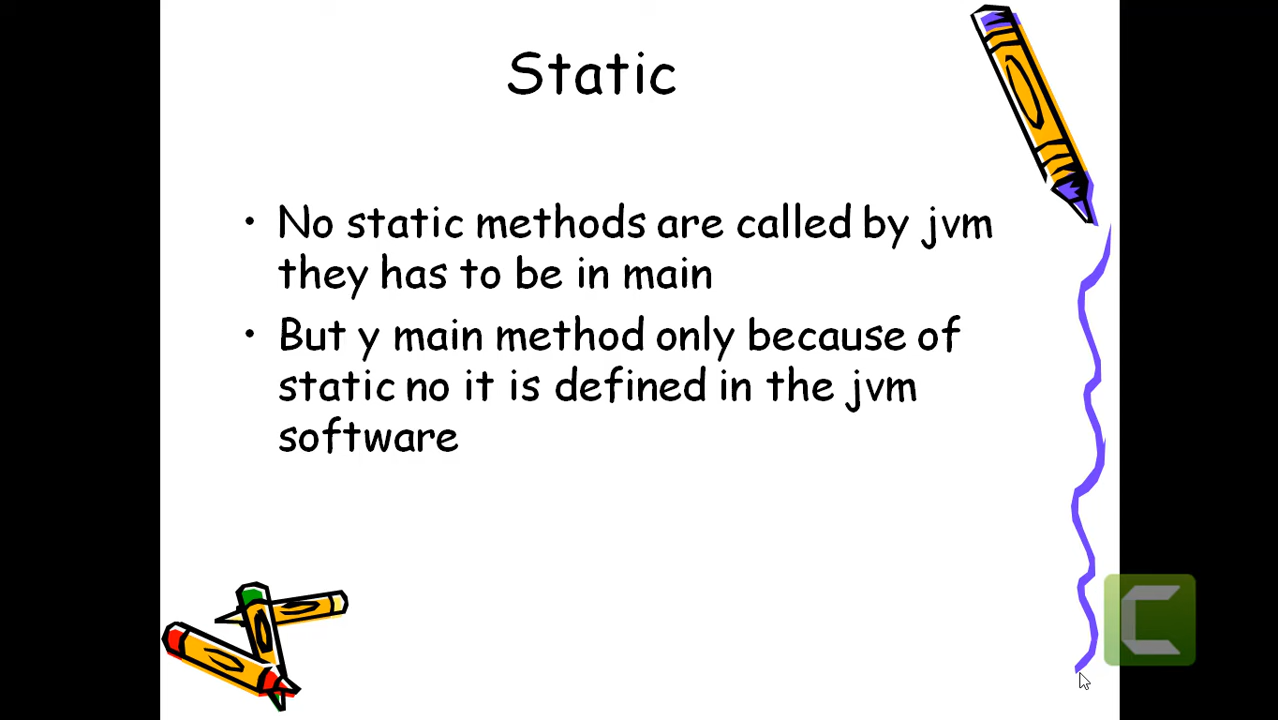 Static
• No static methods are called by jvm
they has to be in main
• But y main method only because of
static no it is defined in the jvm
software